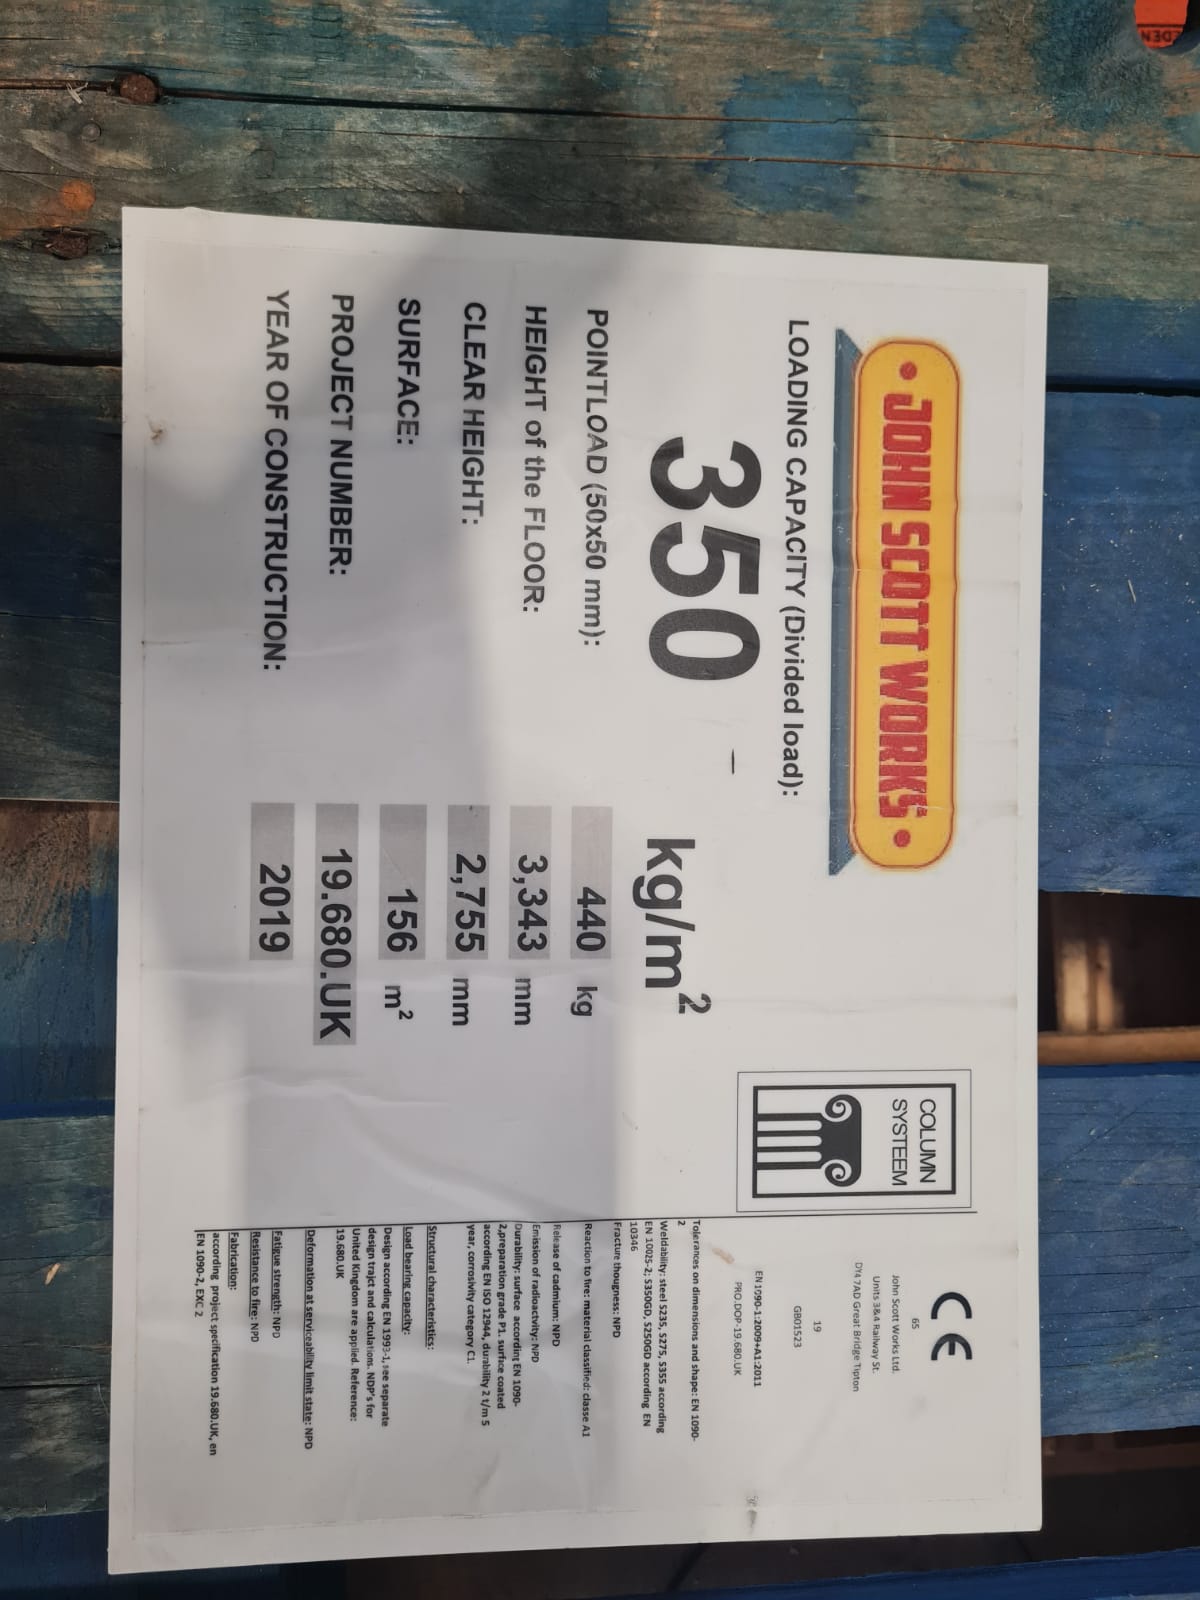 JOHN SCOTT WORKS
LOADING CAPACITY (Divided load):
350 kg/m²
POINTLOAD (50x50 mm): 440 kg
HEIGHT of the FLOOR: 3,343 mm
CLEAR HEIGHT: 2,755 mm
SURFACE: 156 m²
PROJECT NUMBER: 19.680.UK
YEAR OF CONSTRUCTION: 2019
COLUMN
SYSTEEM
CE
65
John Scott Works Ltd.
Units 3&4 Railway St.
DY4 7AD Great Bridge Tipton
19
GB01523
EN 1090-1:2009+A1:2011
PRO.DOP-19.680.UK
Tolerances on dimensions and shape: EN 1090-
2
Weldability: steel S235, S275, S355 according
EN 10025-2; S350GD, S250GD according EN
10346
Fracture thougness: NPD
Reaction to fire: material classified: classe A1
Release of cadmium: NPD
Emission of radioactvity: NPD
Durability: surface according EN 1090-
2,preparation grade P1. surfice coated
according EN ISO 12944, durability 2 t/m 5
year, corrosivity category C1.
Structural characteristics:
Load bearing capacity:
Design according EN 1993-1,see separate
design trajct and calculations. NDP's for
United Kingdom are applied. Reference:
19.680.UK
Deformation at serviceability limit state: NPD
Fatigue strength: NPD
Resistance to fire: NPD
Fabrication:
according project specification 19.680.UK, en
EN 1090-2, EXC 2